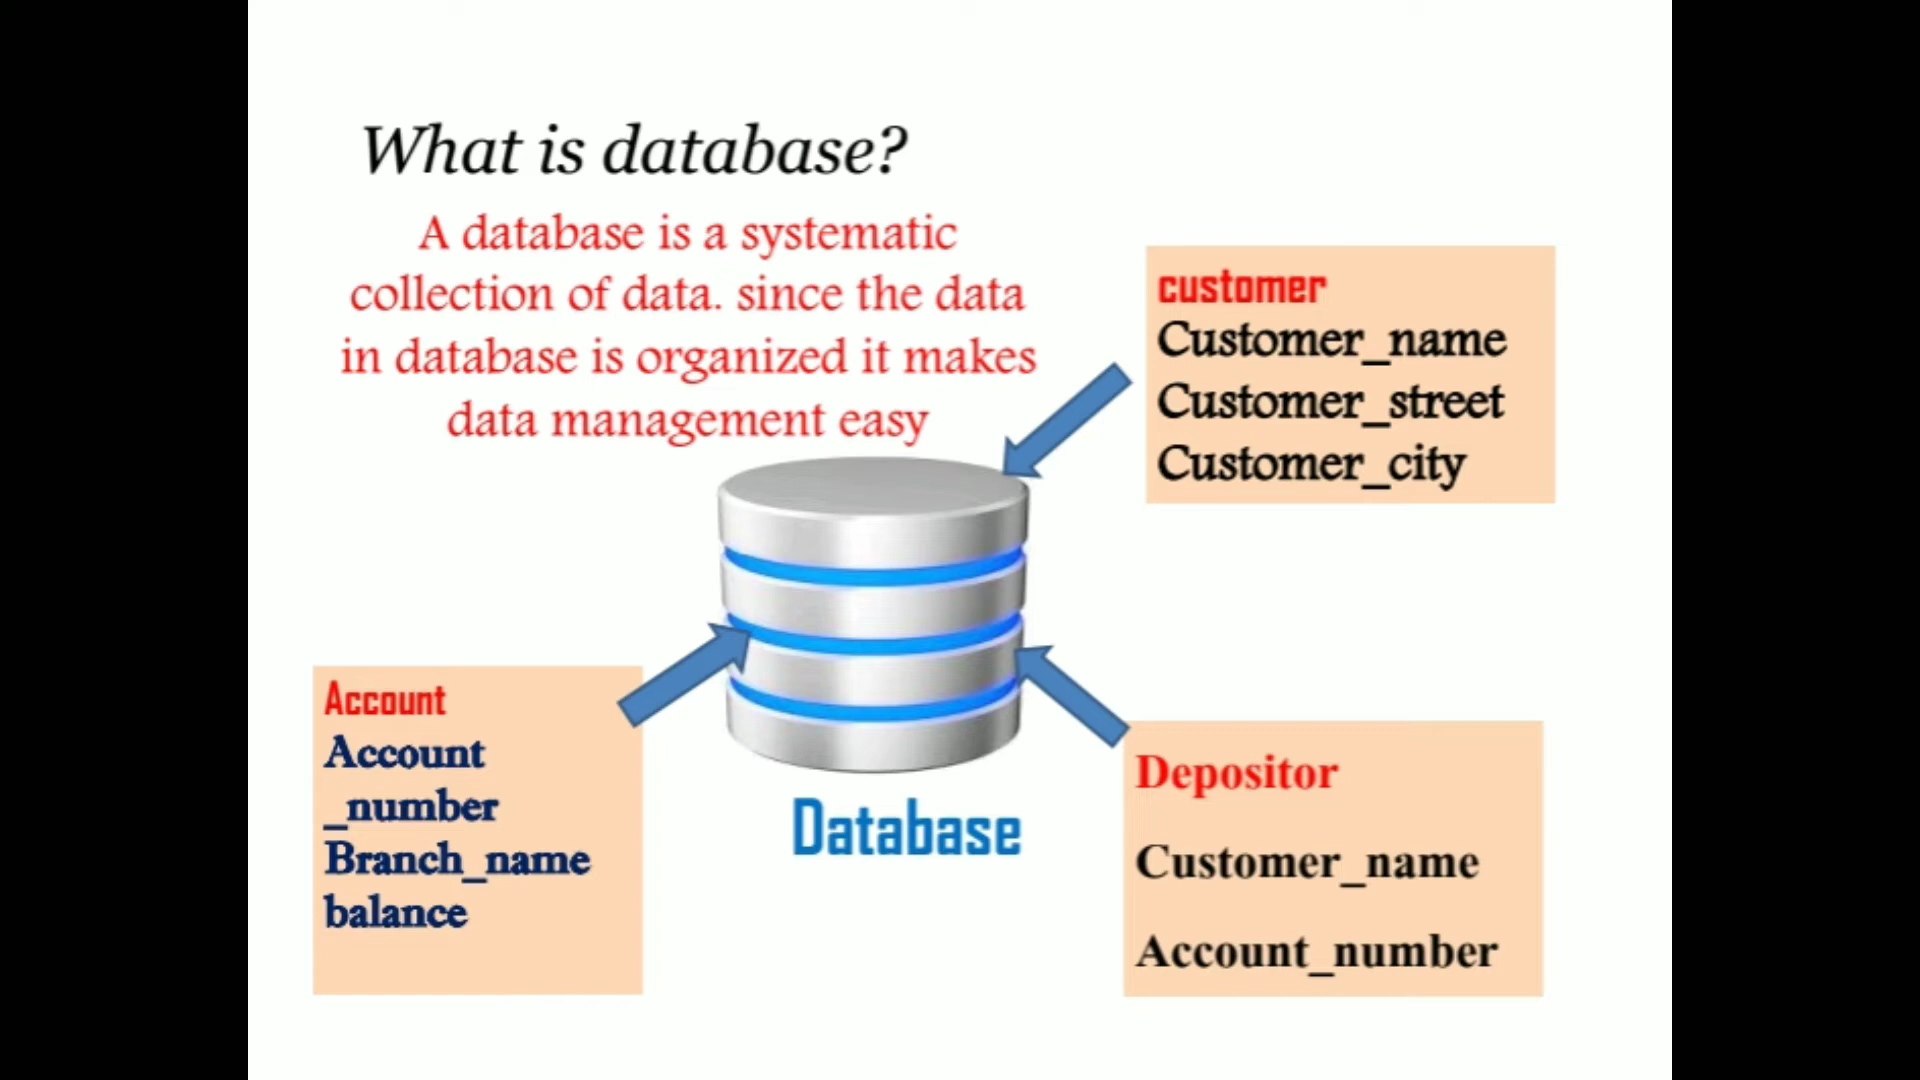 What is database?
A database is a systematic
collection of data. since the data
in database is organized it makes
data management easy
customer
Customer_name
Customer_street
Customer_city
Account
Account
_number
Branch_name
balance
Database
Depositor
Customer_name
Account_number